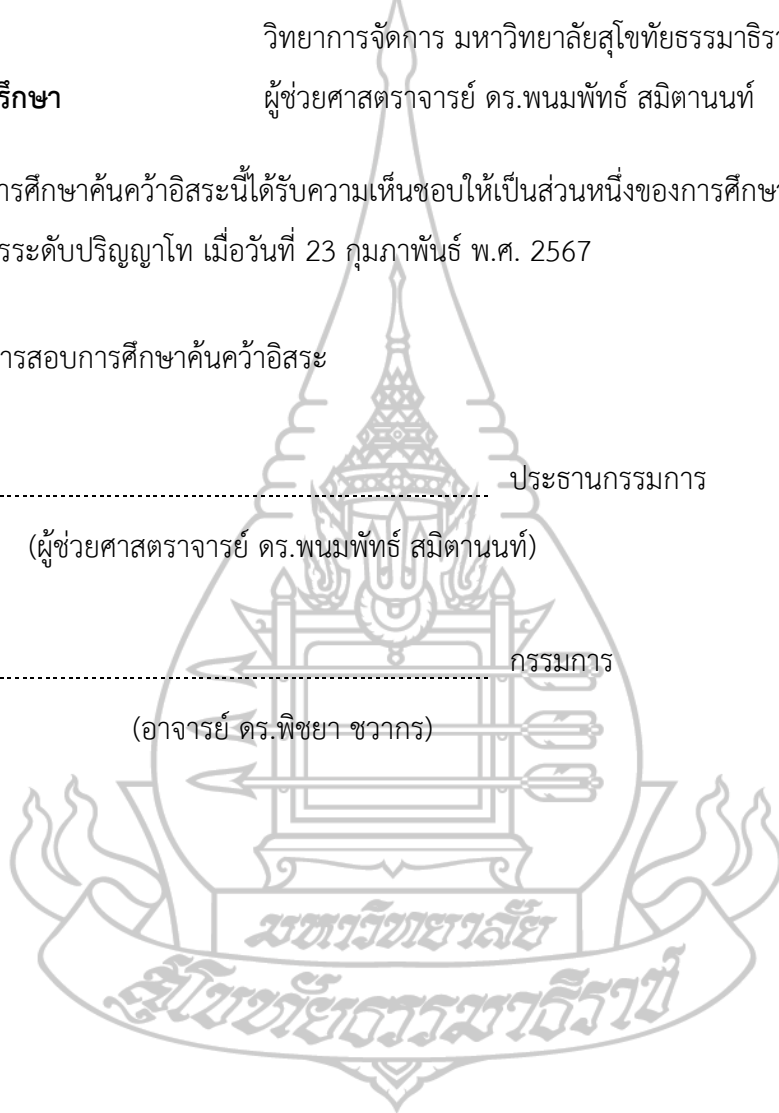 วิทยาการจัดการ มหาวิทยาลัยสุโขทัยธรรมาธิรา
รึกษา ผู้ช่วยศาสตราจารย์ ดร.พนมพัทธ์ สมิตานนท์
ารศึกษาค้นคว้าอิสระนี้ได้รับความเห็นชอบให้เป็นส่วนหนึ่งของการศึกษา
รระดับปริญญาโท เมื่อวันที่ 23 กุมภาพันธ์ พ.ศ. 2567
ารสอบการศึกษาค้นคว้าอิสระ
ประธานกรรมการ
(ผู้ช่วยศาสตราจารย์ ดร.พนมพัทธ์ สมิตานนท์)
กรรมการ
(อาจารย์ ดร.พิชยา ชวากร)
มหาวิทยาลัย
สุโขทัยธรรมาธิราช